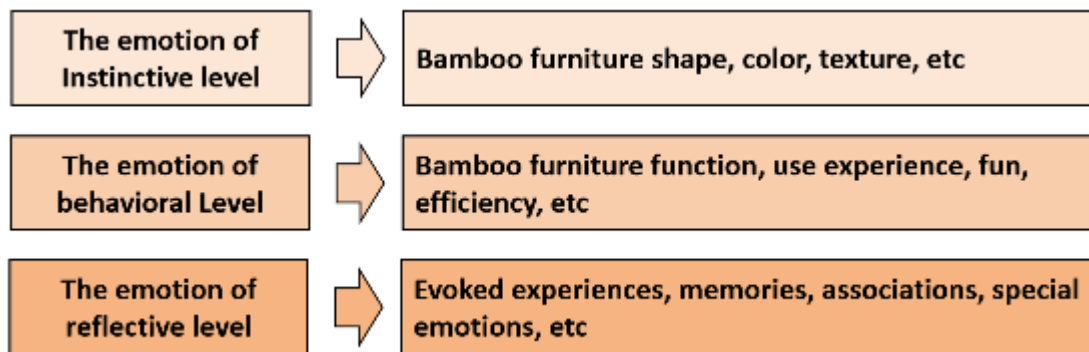 The emotion of
Instinctive level
Bamboo furniture shape, color, texture, etc
The emotion of
behavioral Level
Bamboo furniture function, use experience, fun,
efficiency, etc
The emotion of
reflective level
Evoked experiences, memories, associations, special
emotions, etc